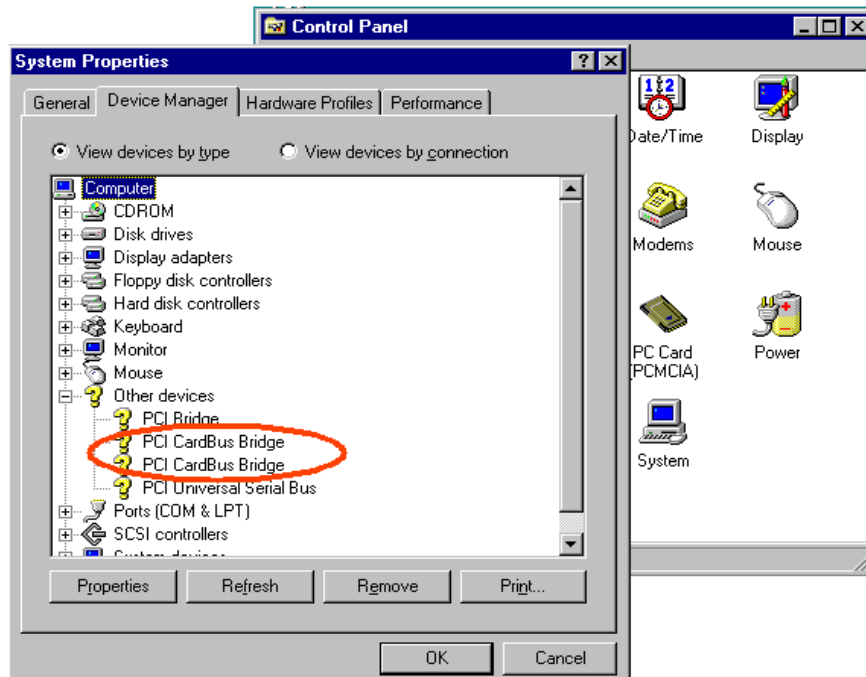 Control Panel
System Properties
General Device Manager Hardware Profiles Performance
View devices by type View devices by connection
Computer
CDROM
Disk drives
Display adapters
Floppy disk controllers
Hard disk controllers
Keyboard
Monitor
Mouse
Other devices
PCI Bridge
PCI CardBus Bridge
PCI CardBus Bridge
PCI Universal Serial Bus
Ports (COM & LPT)
SCSI controllers
System devices
Properties Refresh Remove Print...
OK Cancel
Date/Time Display
Modems Mouse
PC Card
(PCMCIA)
Power
System